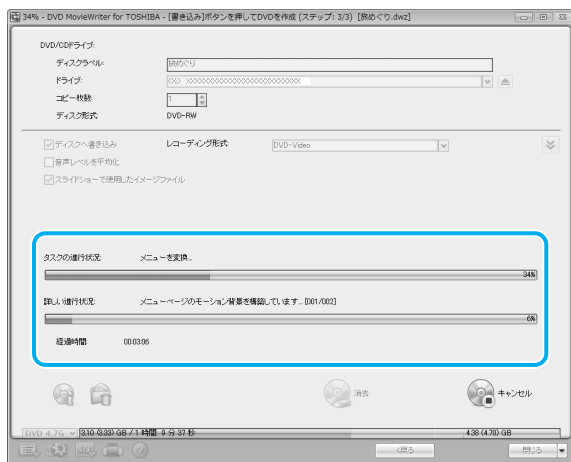 34% - DVD MovieWriter for TOSHIBA - [書き込み]ボタンを押してDVDを作成 (ステップ: 3/3) [旅めぐり.dwz]
DVD/CDドライブ:
ディスクラベル: 旅めぐり
ドライブ:
コピー枚数: 1
ディスク形式: DVD-RW
ディスクへ書き込み レコーディング形式: DVD-Video
音声レベルを平均化
スライドショーで使用したイメージファイル
タスクの進行状況: メニューを変換...
34%
詳しい進行状況: メニューページのモーション背景を構築しています... [001/002]
6%
経過時間: 00:03:06
消去 キャンセル
DVD 4.7G 3.10 (3.33) GB / 1 時間 9 分 37 秒 4.38 (4.70) GB
<戻る 閉じる